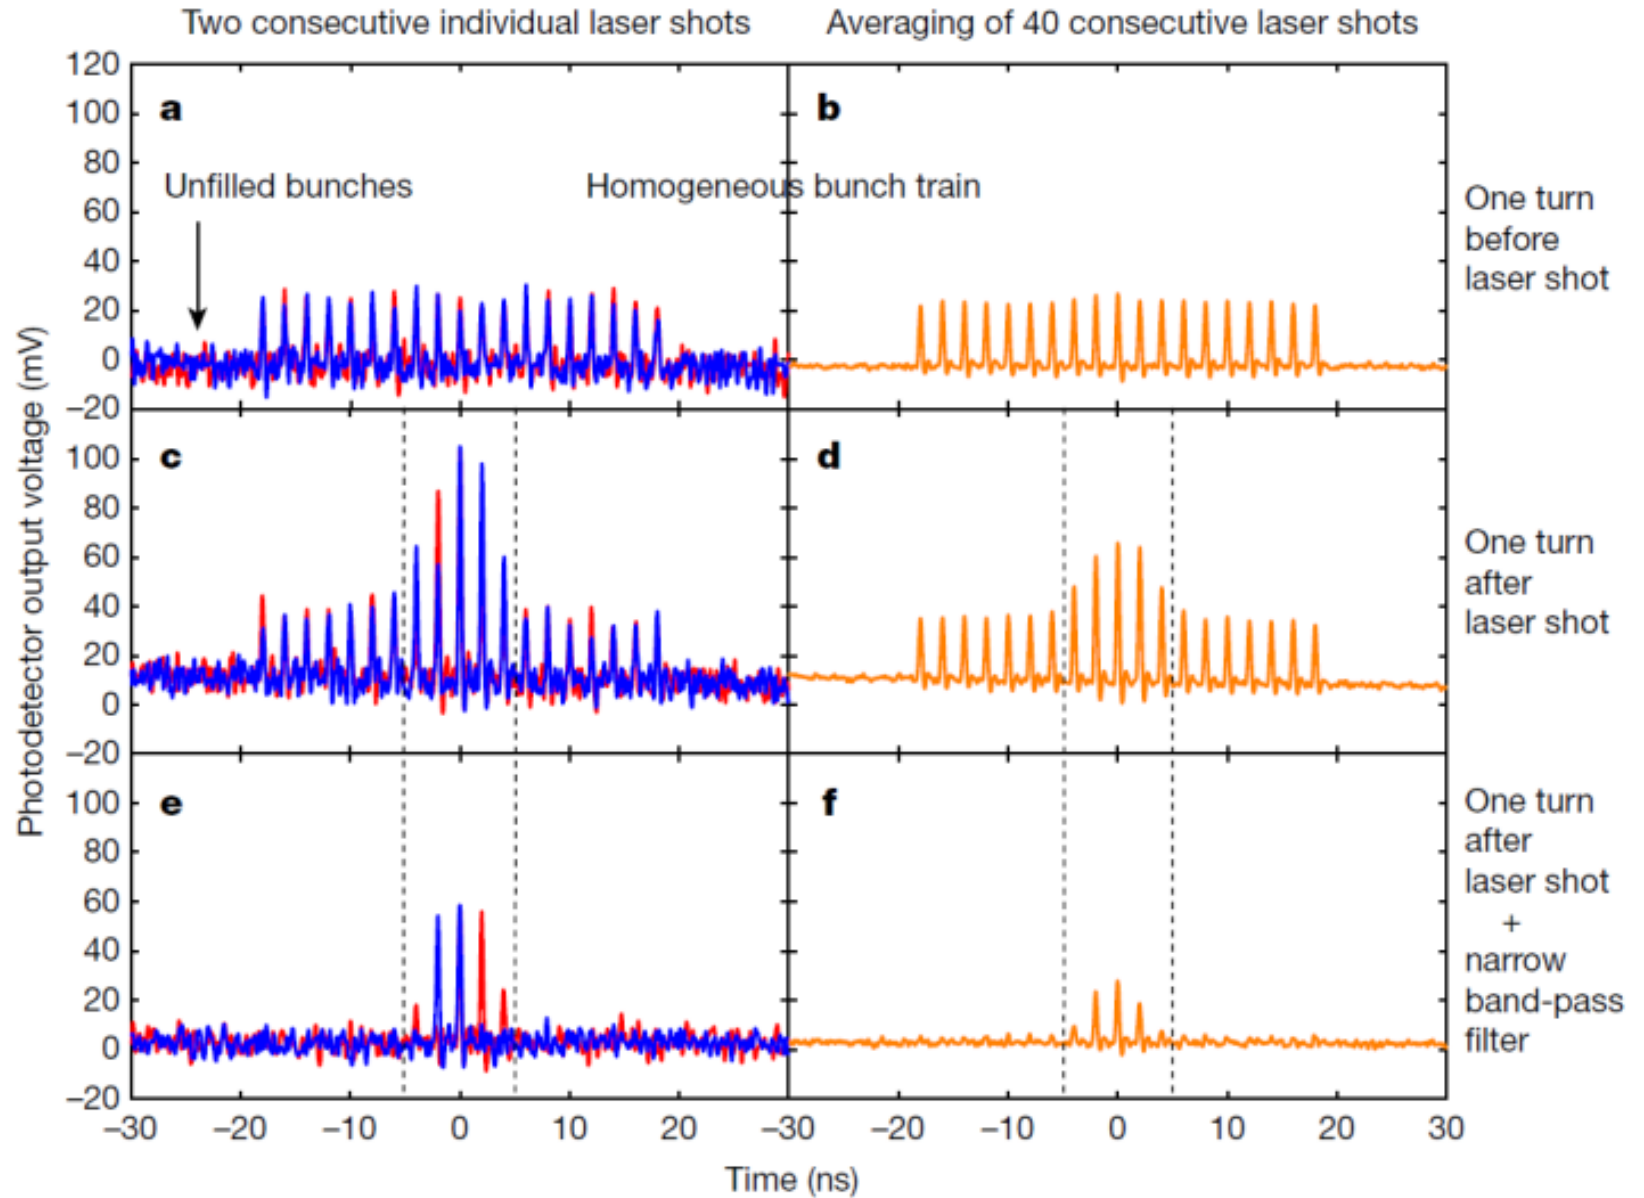 Two consecutive individual laser shots
Averaging of 40 consecutive laser shots
120
100
80
60
40
20
0
–20
a
Unfilled bunches
Homogeneous bunch train
b
One turn
before
laser shot
100
80
60
40
20
0
–20
c
d
One turn
after
laser shot
100
80
60
40
20
0
–20
e
f
One turn
after
laser shot
+
narrow
band-pass
filter
Photodetector output voltage (mV)
–30 –20 –10 0 10 20 –30 –20 –10 0 10 20 30
Time (ns)